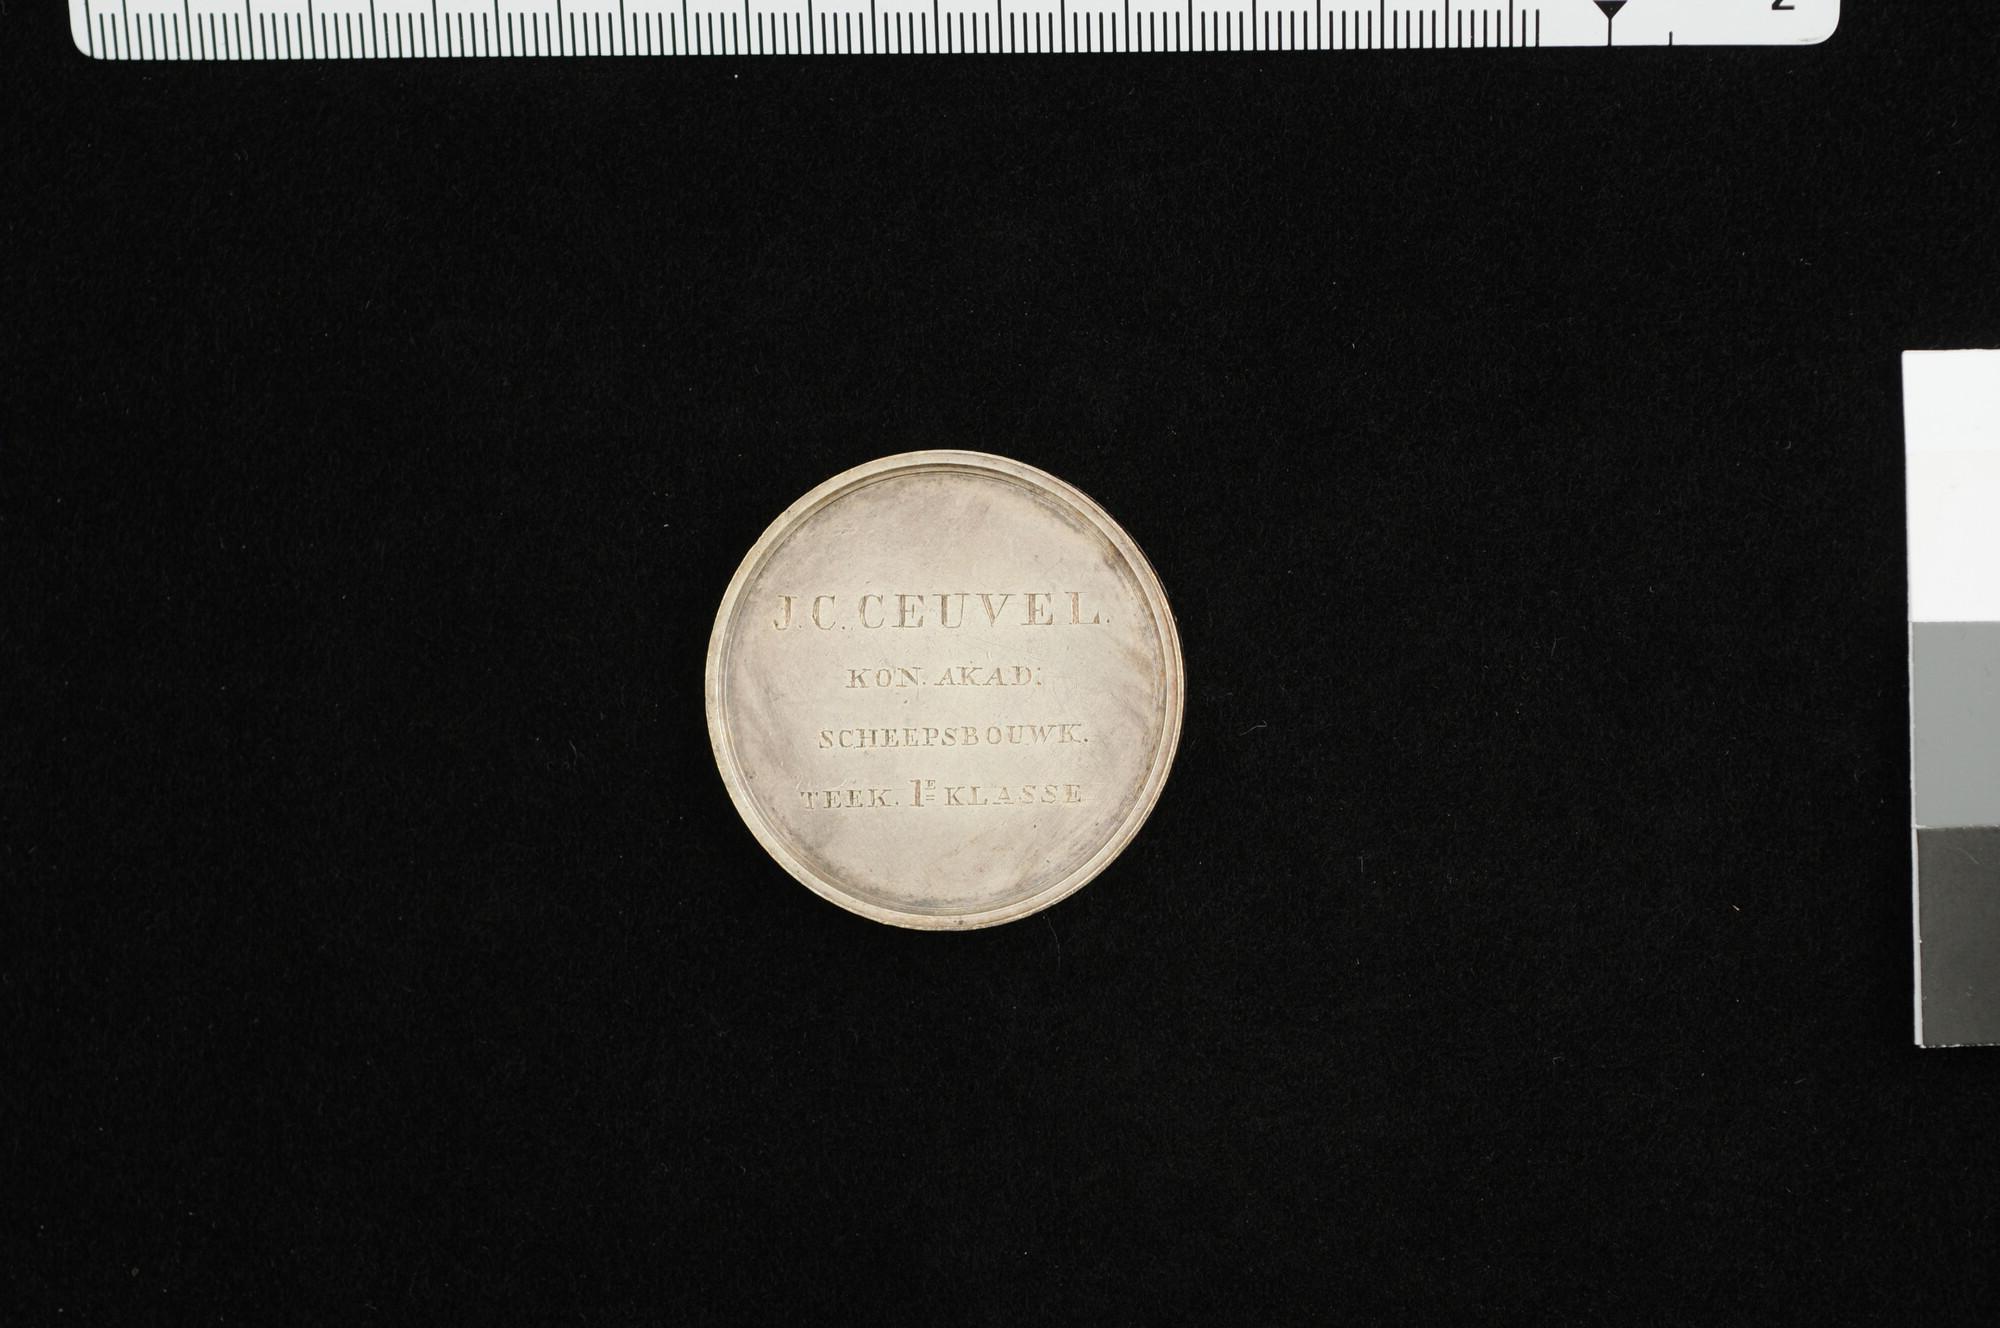 J.C. CEUVEL.
KON. AKAD:
SCHEEPSBOUWK.
TEEK. 1E KLASSE